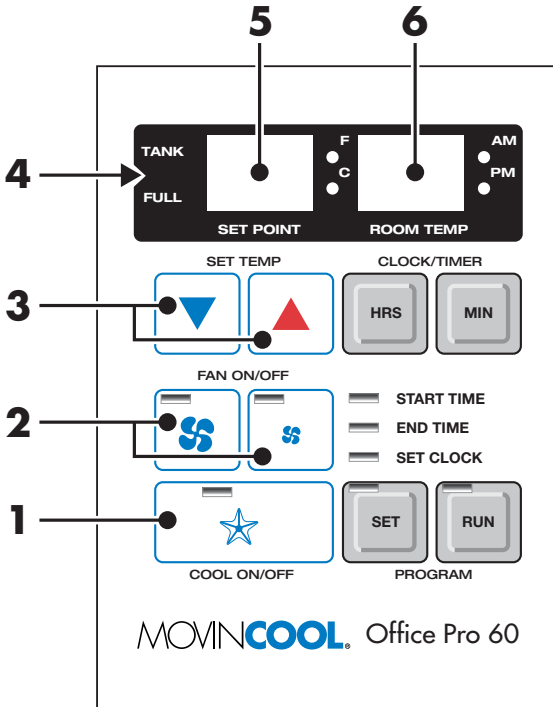 5 6
TANK F AM
4 C PM
FULL
SET POINT ROOM TEMP
SET TEMP CLOCK/TIMER
3 HRS MIN
FAN ON/OFF
START TIME
2 END TIME
SET CLOCK
1 SET RUN
COOL ON/OFF PROGRAM
MOVINCOOL® Office Pro 60